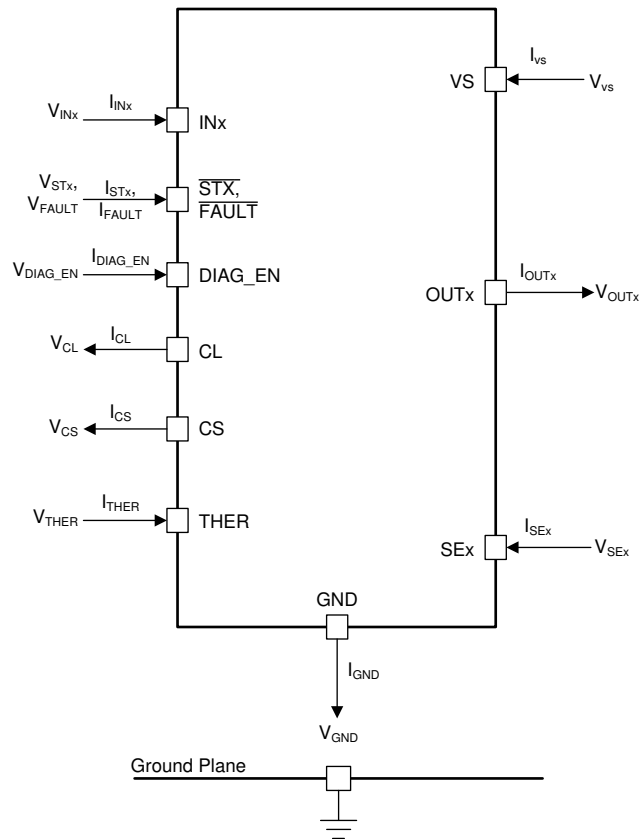 I_vs
VS
V_vs
V_INx
I_INx
INx
V_STx,
V_FAULT
I_STx,
I_FAULT
STX,
FAULT
V_DIAG_EN
I_DIAG_EN
DIAG_EN
OUTx
I_OUTx
V_OUTx
V_CL
I_CL
CL
V_CS
I_CS
CS
V_THER
I_THER
THER
SEx
I_SEx
V_SEx
GND
I_GND
V_GND
Ground Plane